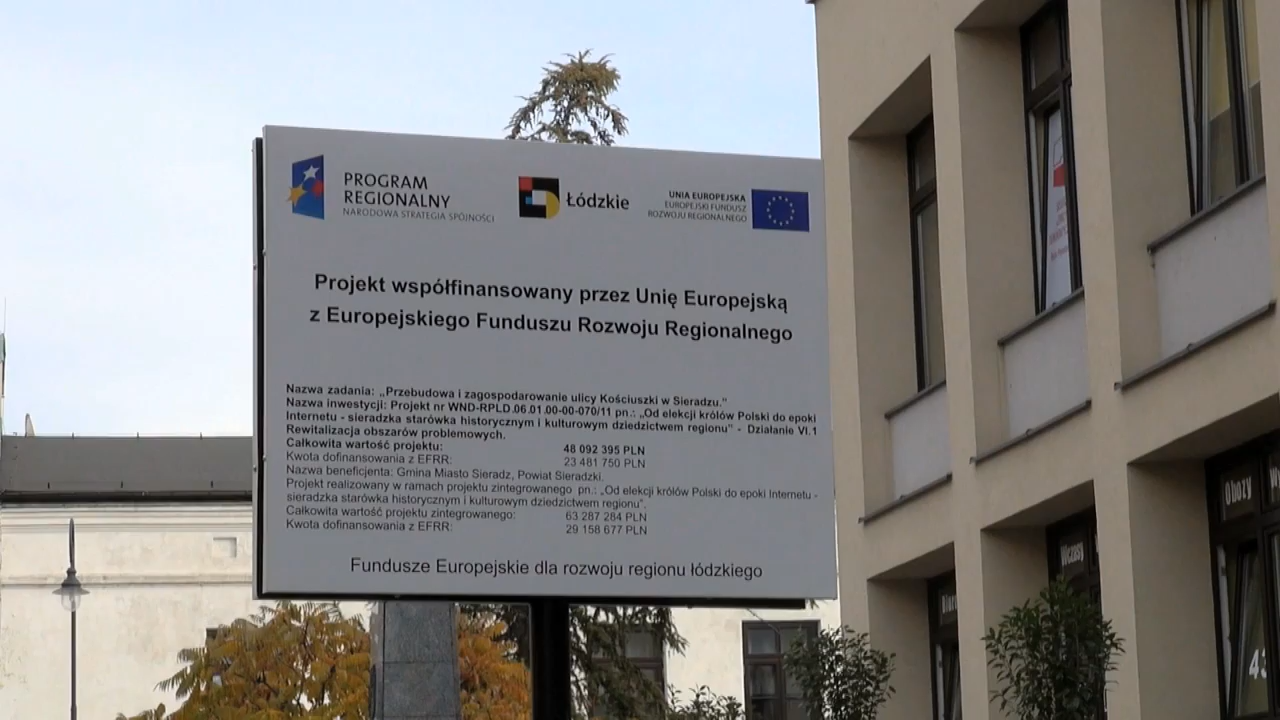 PROGRAM
REGIONALNY
NARODOWA STRATEGIA SPÓJNOŚCI
Łódzkie
UNIA EUROPEJSKA
EUROPEJSKI FUNDUSZ
ROZWOJU REGIONALNEGO
Projekt współfinansowany przez Unię Europejską
z Europejskiego Funduszu Rozwoju Regionalnego
Nazwa zadania: „Przebudowa i zagospodarowanie ulicy Kościuszki w Sieradzu.”
Nazwa inwestycji: Projekt nr WND-RPLD.06.01.00-00-070/11 pn.: „Od elekcji królów Polski do epoki
Internetu - sieradzka starówka historycznym i kulturowym dziedzictwem regionu” - Działanie VI.1
Rewitalizacja obszarów problemowych.
Całkowita wartość projektu: 48 092 395 PLN
Kwota dofinansowania z EFRR: 23 481 750 PLN
Nazwa beneficjenta: Gmina Miasto Sieradz, Powiat Sieradzki.
Projekt realizowany w ramach projektu zintegrowanego pn.: „Od elekcji królów Polski do epoki Internetu -
sieradzka starówka historycznym i kulturowym dziedzictwem regionu”.
Całkowita wartość projektu zintegrowanego: 63 287 284 PLN
Kwota dofinansowania z EFRR: 29 158 677 PLN
Fundusze Europejskie dla rozwoju regionu łódzkiego
Obozy
Wczasy